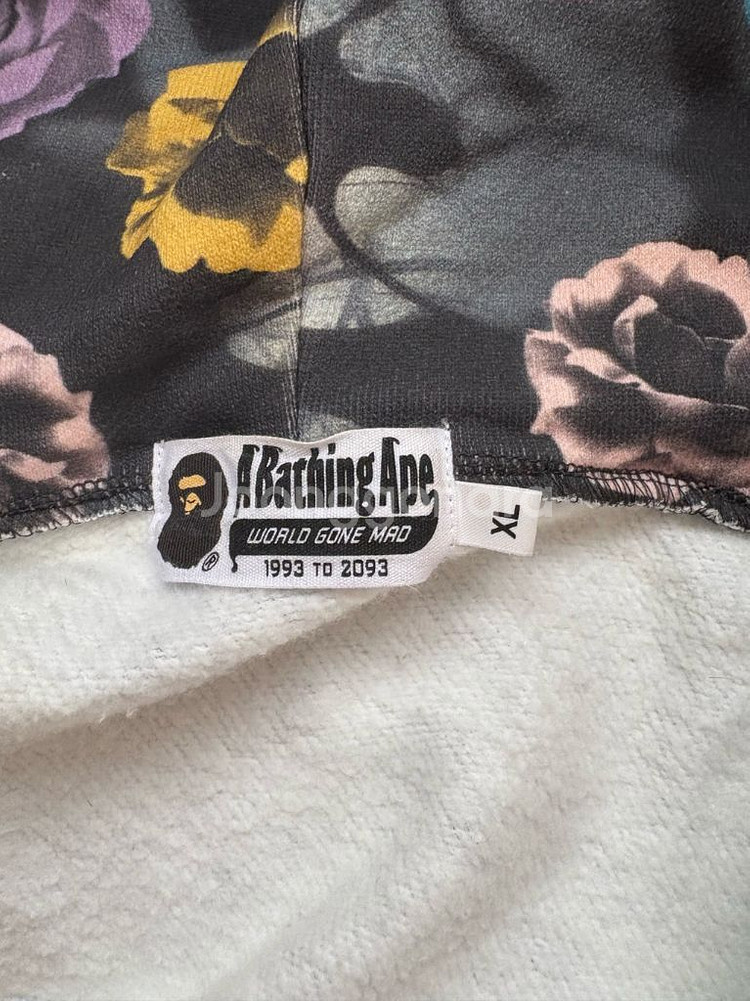 A Bathing Ape
WORLD GONE MAD
1993 TO 2093
®
XL